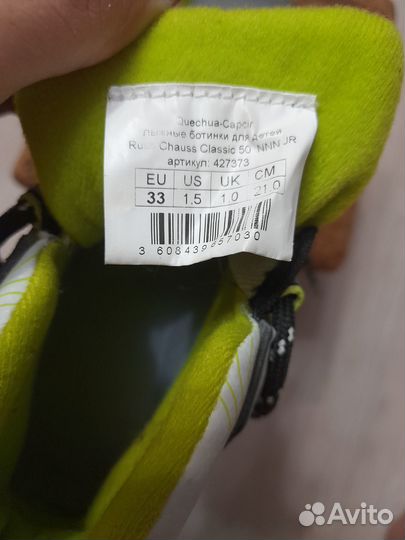 Quechua-Capcir
Лыжные ботинки для детей
Rus: Chauss Classic 50 NNN JR
артикул: 427373
EU US UK CM
33 1.5 1.0 21.0
3 608439 657030
Avito